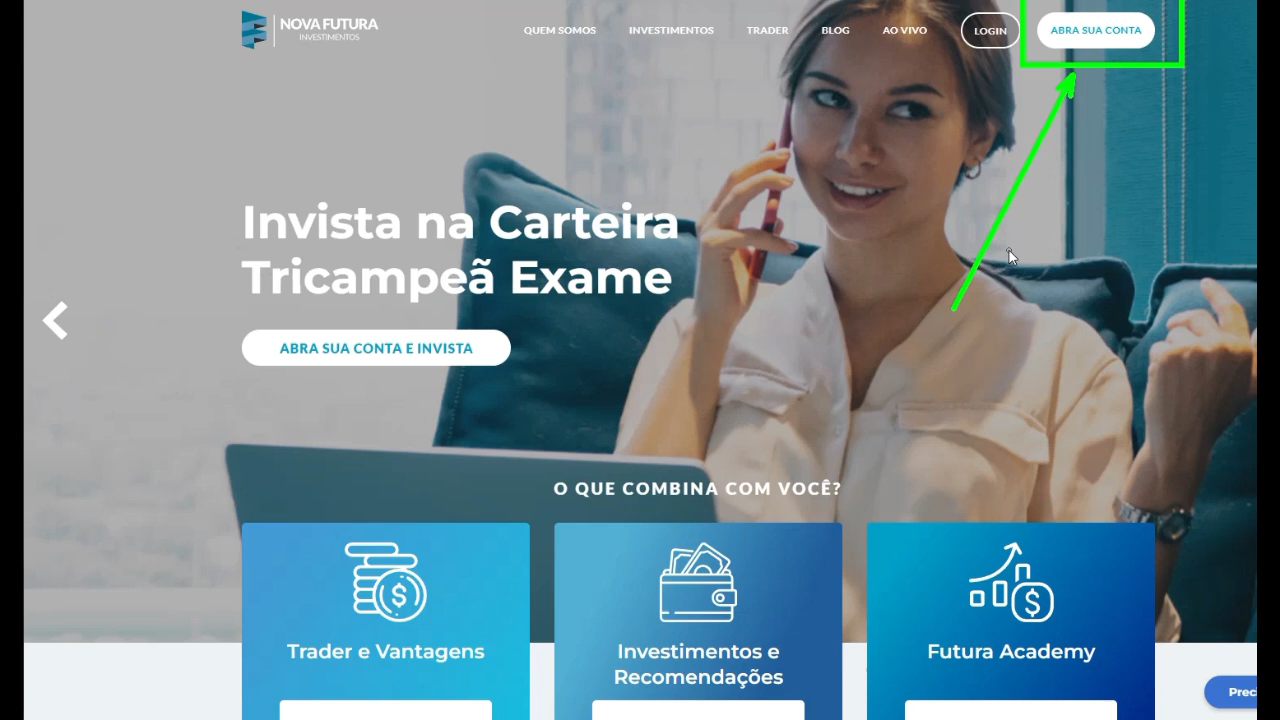 NOVA FUTURA
INVESTIMENTOS
QUEM SOMOS
INVESTIMENTOS
TRADER
BLOG
AO VIVO
LOGIN
ABRA SUA CONTA
Invista na Carteira
Tricampeã Exame
ABRA SUA CONTA E INVISTA
O QUE COMBINA COM VOCÊ?
Trader e Vantagens
Investimentos e
Recomendações
Futura Academy